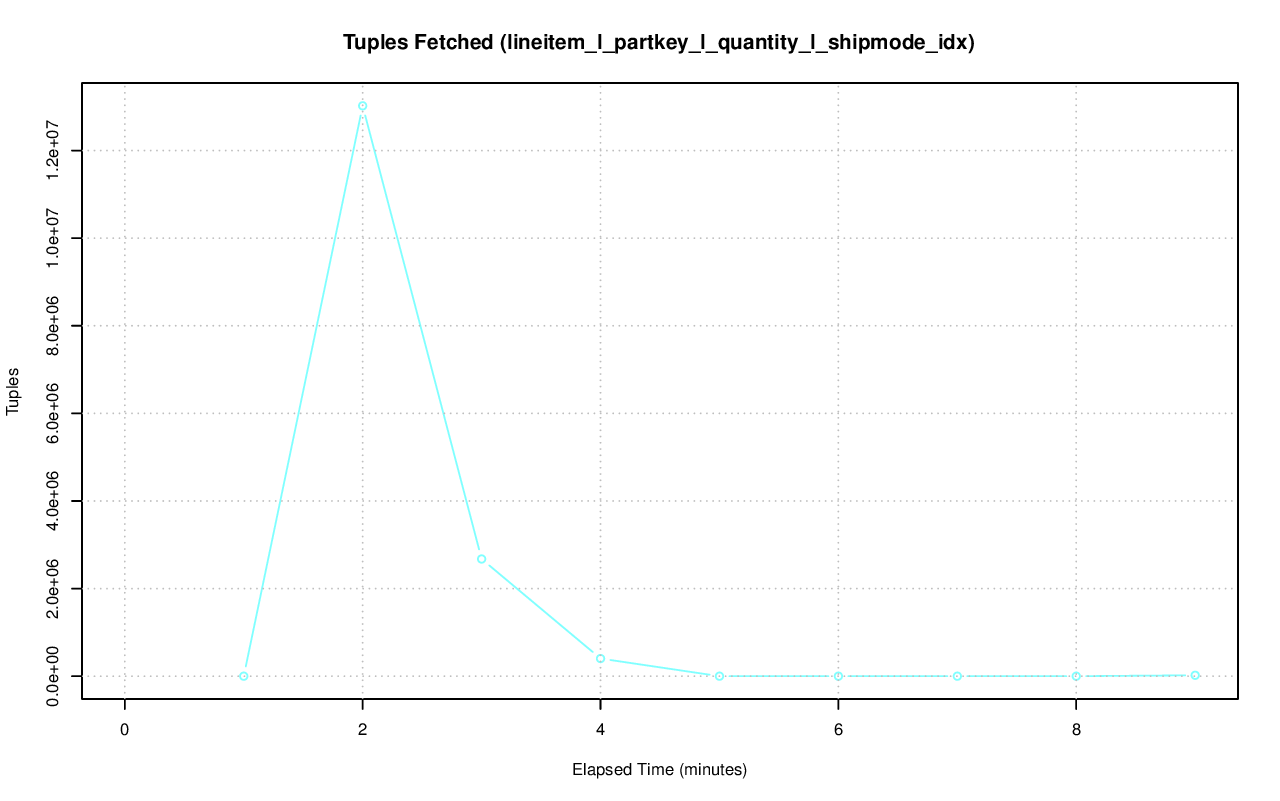 Tuples Fetched (lineitem_l_partkey_l_quantity_l_shipmode_idx)
1.2e+07
1.0e+07
8.0e+06
6.0e+06
4.0e+06
2.0e+06
0.0e+00
Tuples
0 2 4 6 8
Elapsed Time (minutes)